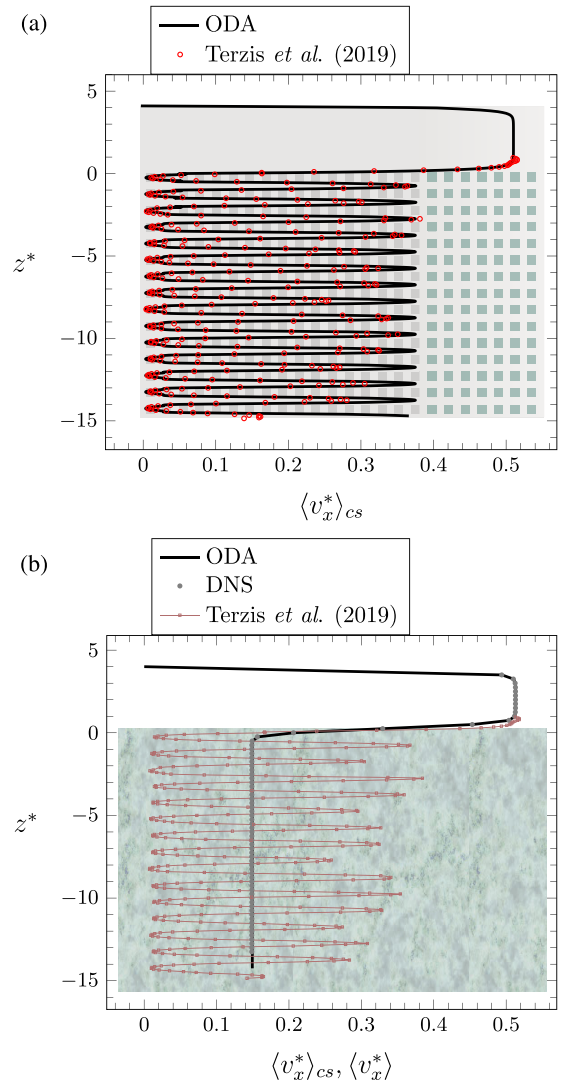 (a)
ODA
Terzis et al. (2019)
5
0
−5
−10
−15
z*
0 0.1 0.2 0.3 0.4 0.5
⟨v*x⟩cs
(b)
ODA
DNS
Terzis et al. (2019)
5
0
−5
−10
−15
z*
0 0.1 0.2 0.3 0.4 0.5
⟨v*x⟩cs, ⟨v*x⟩